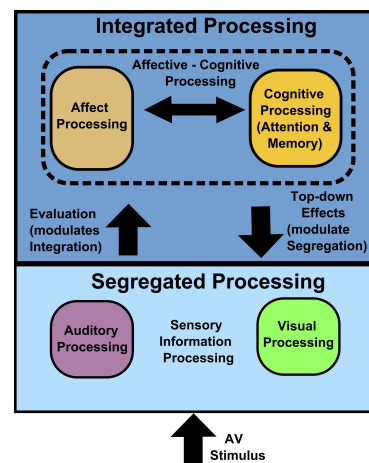 Integrated Processing
Affective - Cognitive
Processing
Affect
Processing
Cognitive
Processing
(Attention &
Memory)
Evaluation
(modulates
Integration)
Top-down
Effects
(modulate
Segregation)
Segregated Processing
Auditory
Processing
Sensory
Information
Processing
Visual
Processing
AV
Stimulus